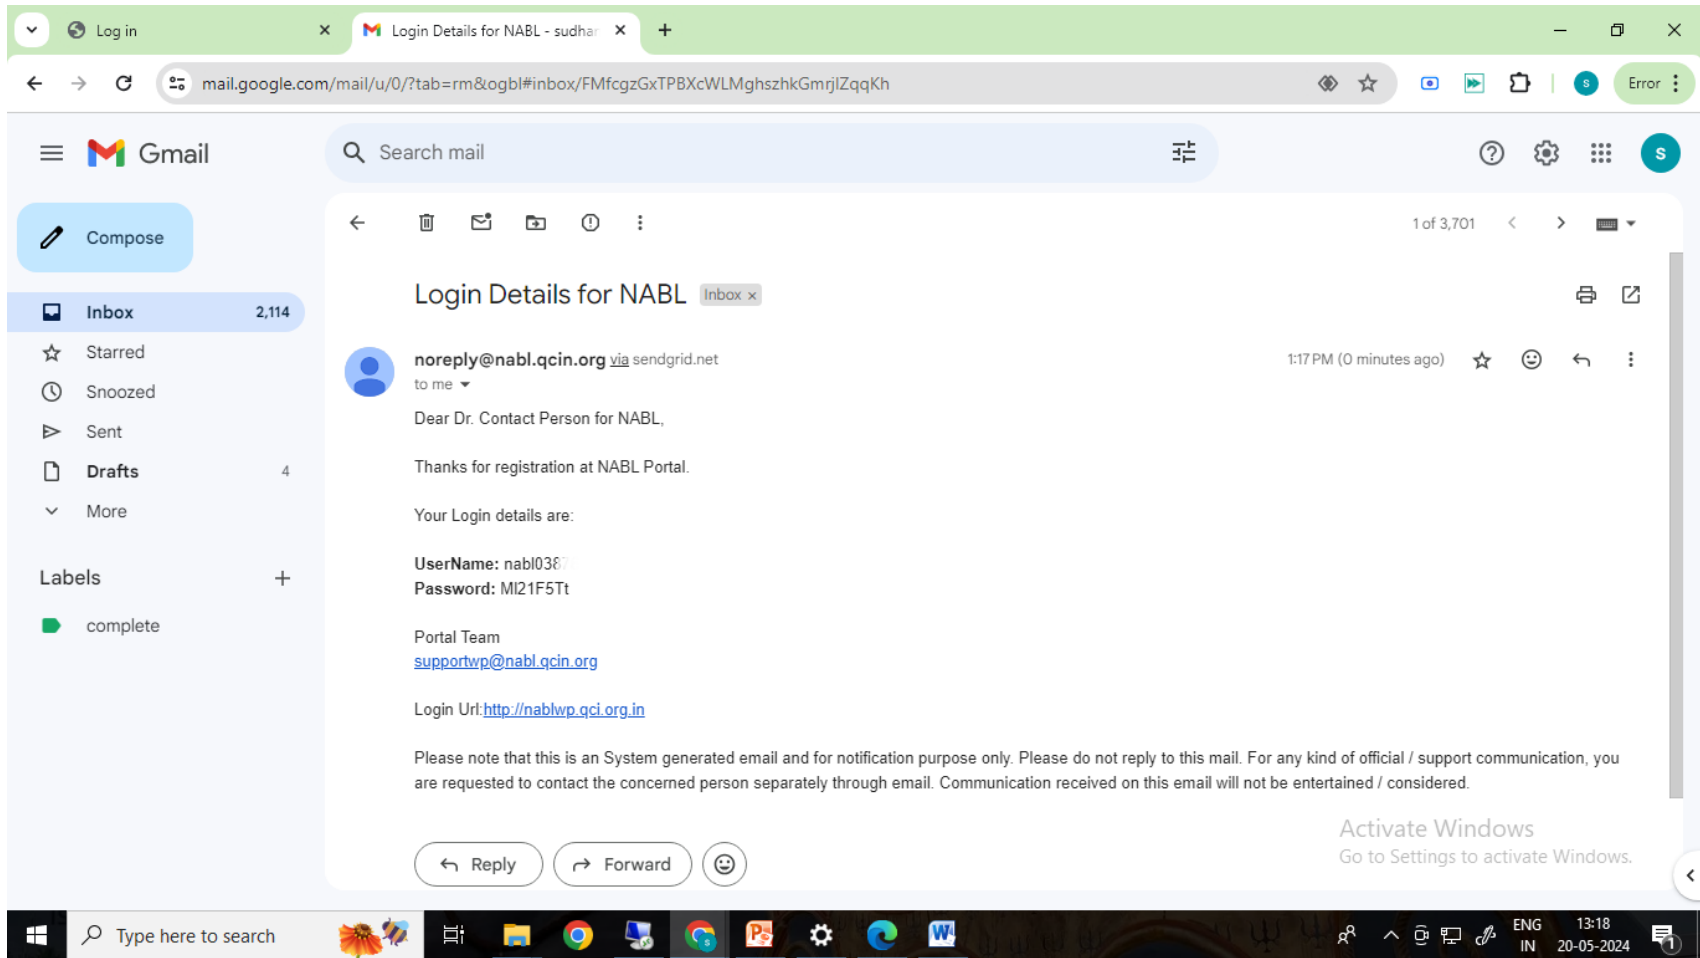 Log in
Login Details for NABL - sudhar
mail.google.com/mail/u/0/?tab=rm&ogbl#inbox/FMfcgzGxTPBXcWLMghszhkGmrjlZqqKh
S
Error
Gmail
Search mail
S
Compose
1 of 3,701
Inbox 2,114
Starred
Snoozed
Sent
Drafts 4
More
Labels
complete
Login Details for NABL Inbox x
noreply@nabl.qcin.org via sendgrid.net 1:17 PM (0 minutes ago)
to me
Dear Dr. Contact Person for NABL,
Thanks for registration at NABL Portal.
Your Login details are:
UserName:
Password: Ml21F5Tt
Portal Team
supportwp@nabl.qcin.org
Login Url:http://nablwp.qci.org.in
Please note that this is an System generated email and for notification purpose only. Please do not reply to this mail. For any kind of official / support communication, you
are requested to contact the concerned person separately through email. Communication received on this email will not be entertained / considered.
Reply Forward
Activate Windows
Go to Settings to activate Windows.
Type here to search
ENG
IN
13:18
20-05-2024
1